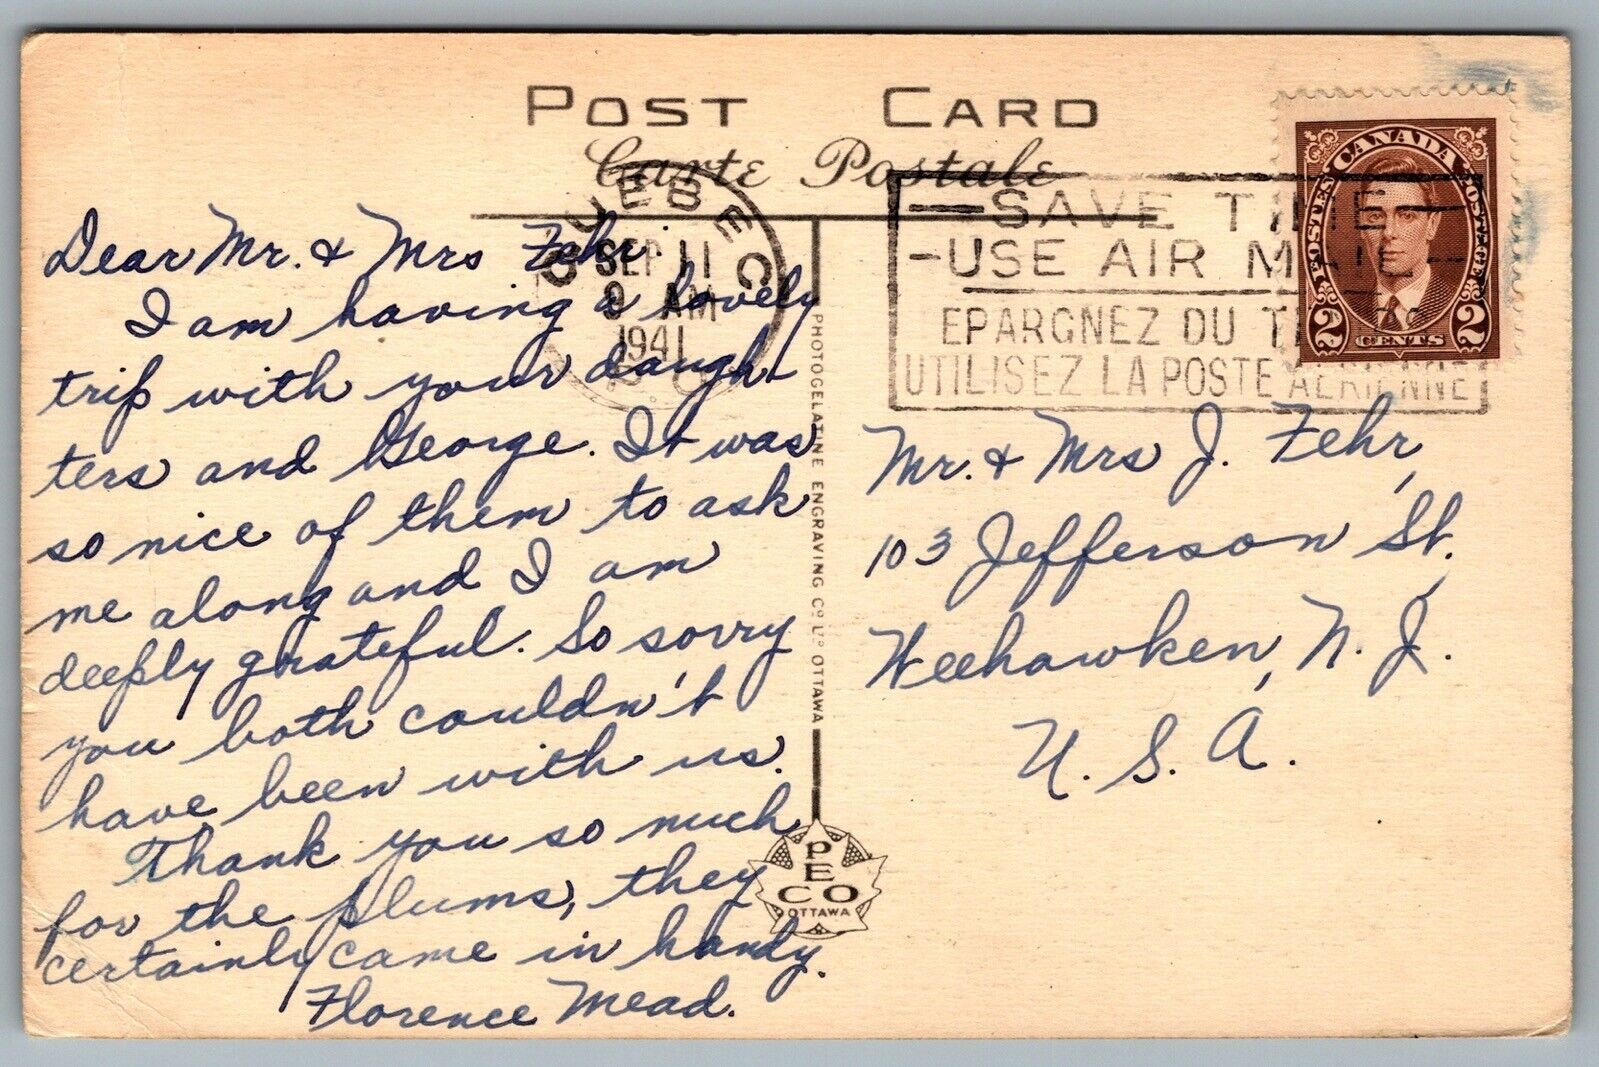 POST CARD
Carte Postale
QUEBEC
SEP 11
9 AM
1941
SAVE TIME
USE AIR MAIL
EPARGNEZ DU TEMPS
UTILISEZ LA POSTE AERIENNE
CANADA
POSTES POSTAGE
2 CENTS 2
Dear Mr. & Mrs Fehr.
I am having a lovely
trip with your daugh-
ters and George. It was
so nice of them to ask
me along and I am
deeply grateful. So sorry
you both couldn't
have been with us.
Thank you so much
for the plums, they
certainly came in handy.
Florence Mead.
PHOTOGELATINE ENGRAVING CO LTD OTTAWA
PECO
OTTAWA
Mr. & Mrs J. Fehr,
103 Jefferson St.
Weehawken, N. J.
U. S. A.